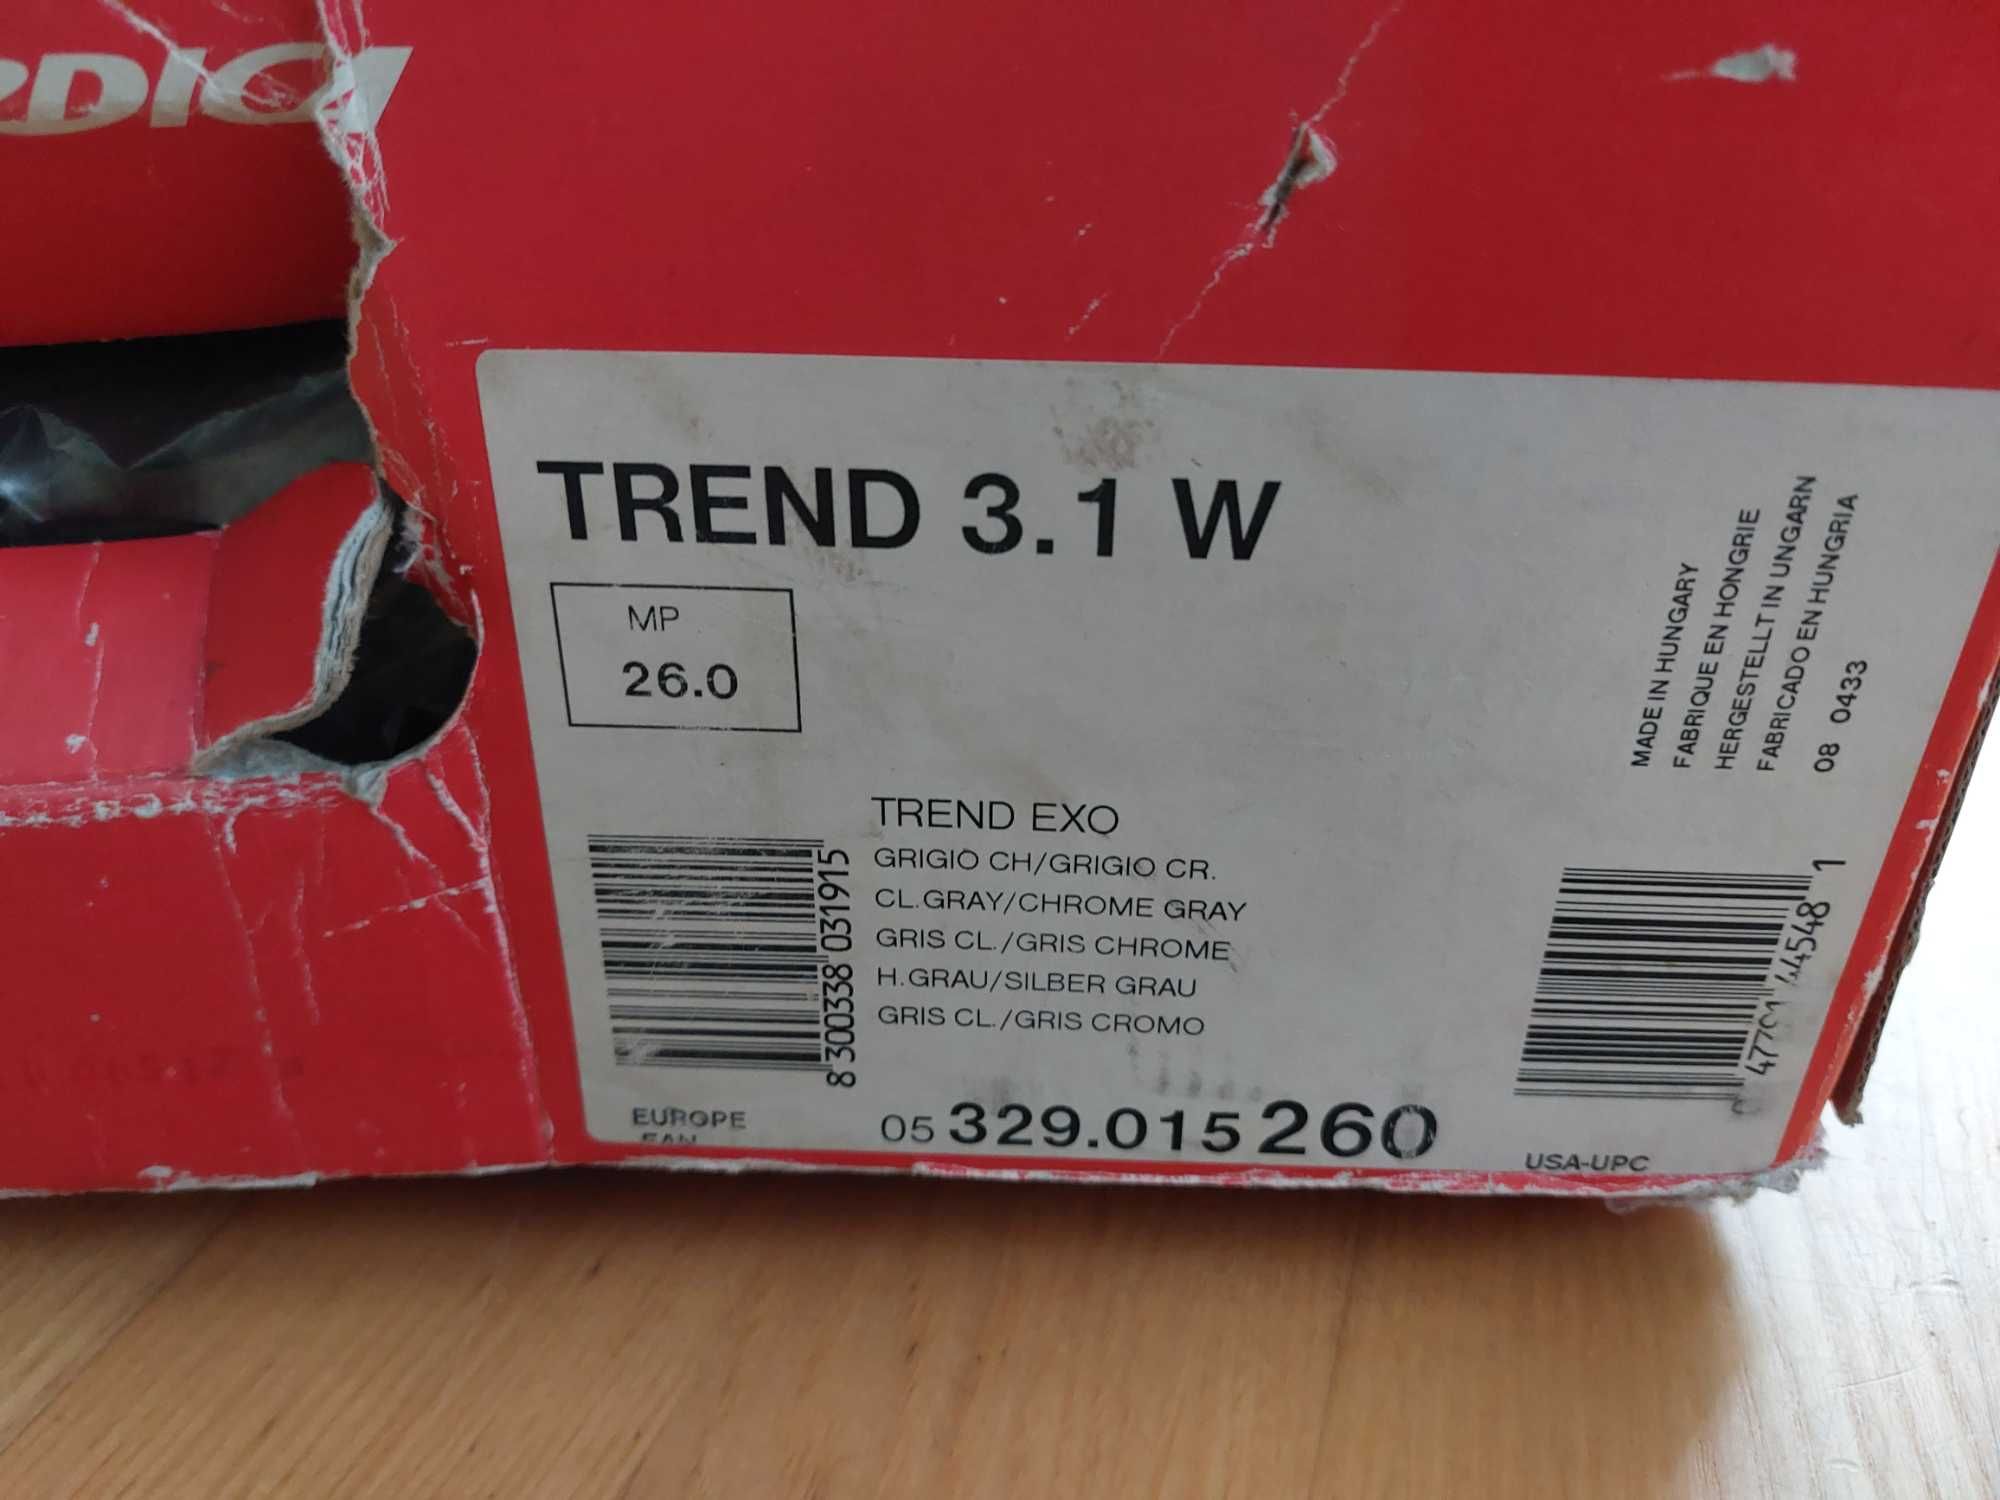 TREND 3.1 W
MP
26.0
MADE IN HUNGARY
FABRIQUE EN HONGRIE
HERGESTELLT IN UNGARN
FABRICADO EN HUNGRIA
08 0433
TREND EXO
GRIGIO CH/GRIGIO CR.
CL.GRAY/CHROME GRAY
GRIS CL./GRIS CHROME
H.GRAU/SILBER GRAU
GRIS CL./GRIS CROMO
8 300338 031915
EUROPE
EAN
05 329.015 260
44548 1
USA-UPC